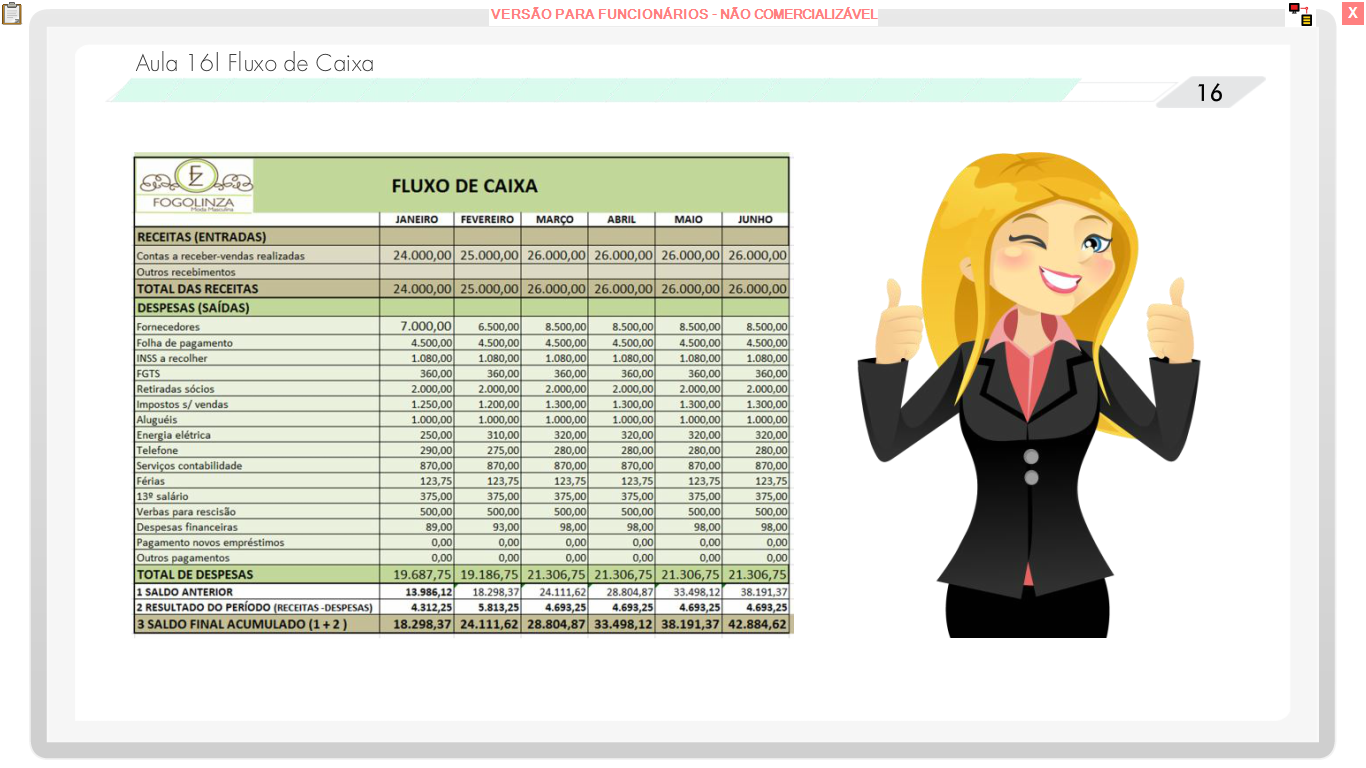 VERSÃO PARA FUNCIONÁRIOS - NÃO COMERCIALIZÁVEL
X
Aula 16| Fluxo de Caixa
16
FZ
FOGOLINZA
Moda Masculina
FLUXO DE CAIXA
JANEIRO FEVEREIRO MARÇO ABRIL MAIO JUNHO
RECEITAS (ENTRADAS)
Contas a receber-vendas realizadas 24.000,00 25.000,00 26.000,00 26.000,00 26.000,00 26.000,00
Outros recebimentos
TOTAL DAS RECEITAS 24.000,00 25.000,00 26.000,00 26.000,00 26.000,00 26.000,00
DESPESAS (SAÍDAS)
Fornecedores 7.000,00 6.500,00 8.500,00 8.500,00 8.500,00 8.500,00
Folha de pagamento 4.500,00 4.500,00 4.500,00 4.500,00 4.500,00 4.500,00
INSS a recolher 1.080,00 1.080,00 1.080,00 1.080,00 1.080,00 1.080,00
FGTS 360,00 360,00 360,00 360,00 360,00 360,00
Retiradas sócios 2.000,00 2.000,00 2.000,00 2.000,00 2.000,00 2.000,00
Impostos s/ vendas 1.250,00 1.200,00 1.300,00 1.300,00 1.300,00 1.300,00
Aluguéis 1.000,00 1.000,00 1.000,00 1.000,00 1.000,00 1.000,00
Energia elétrica 250,00 310,00 320,00 320,00 320,00 320,00
Telefone 290,00 275,00 280,00 280,00 280,00 280,00
Serviços contabilidade 870,00 870,00 870,00 870,00 870,00 870,00
Férias 123,75 123,75 123,75 123,75 123,75 123,75
13º salário 375,00 375,00 375,00 375,00 375,00 375,00
Verbas para rescisão 500,00 500,00 500,00 500,00 500,00 500,00
Despesas financeiras 89,00 93,00 98,00 98,00 98,00 98,00
Pagamento novos empréstimos 0,00 0,00 0,00 0,00 0,00 0,00
Outros pagamentos 0,00 0,00 0,00 0,00 0,00 0,00
TOTAL DE DESPESAS 19.687,75 19.186,75 21.306,75 21.306,75 21.306,75 21.306,75
1 SALDO ANTERIOR 13.986,12 18.298,37 24.111,62 28.804,87 33.498,12 38.191,37
2 RESULTADO DO PERÍODO (RECEITAS -DESPESAS) 4.312,25 5.813,25 4.693,25 4.693,25 4.693,25 4.693,25
3 SALDO FINAL ACUMULADO (1 + 2 ) 18.298,37 24.111,62 28.804,87 33.498,12 38.191,37 42.884,62